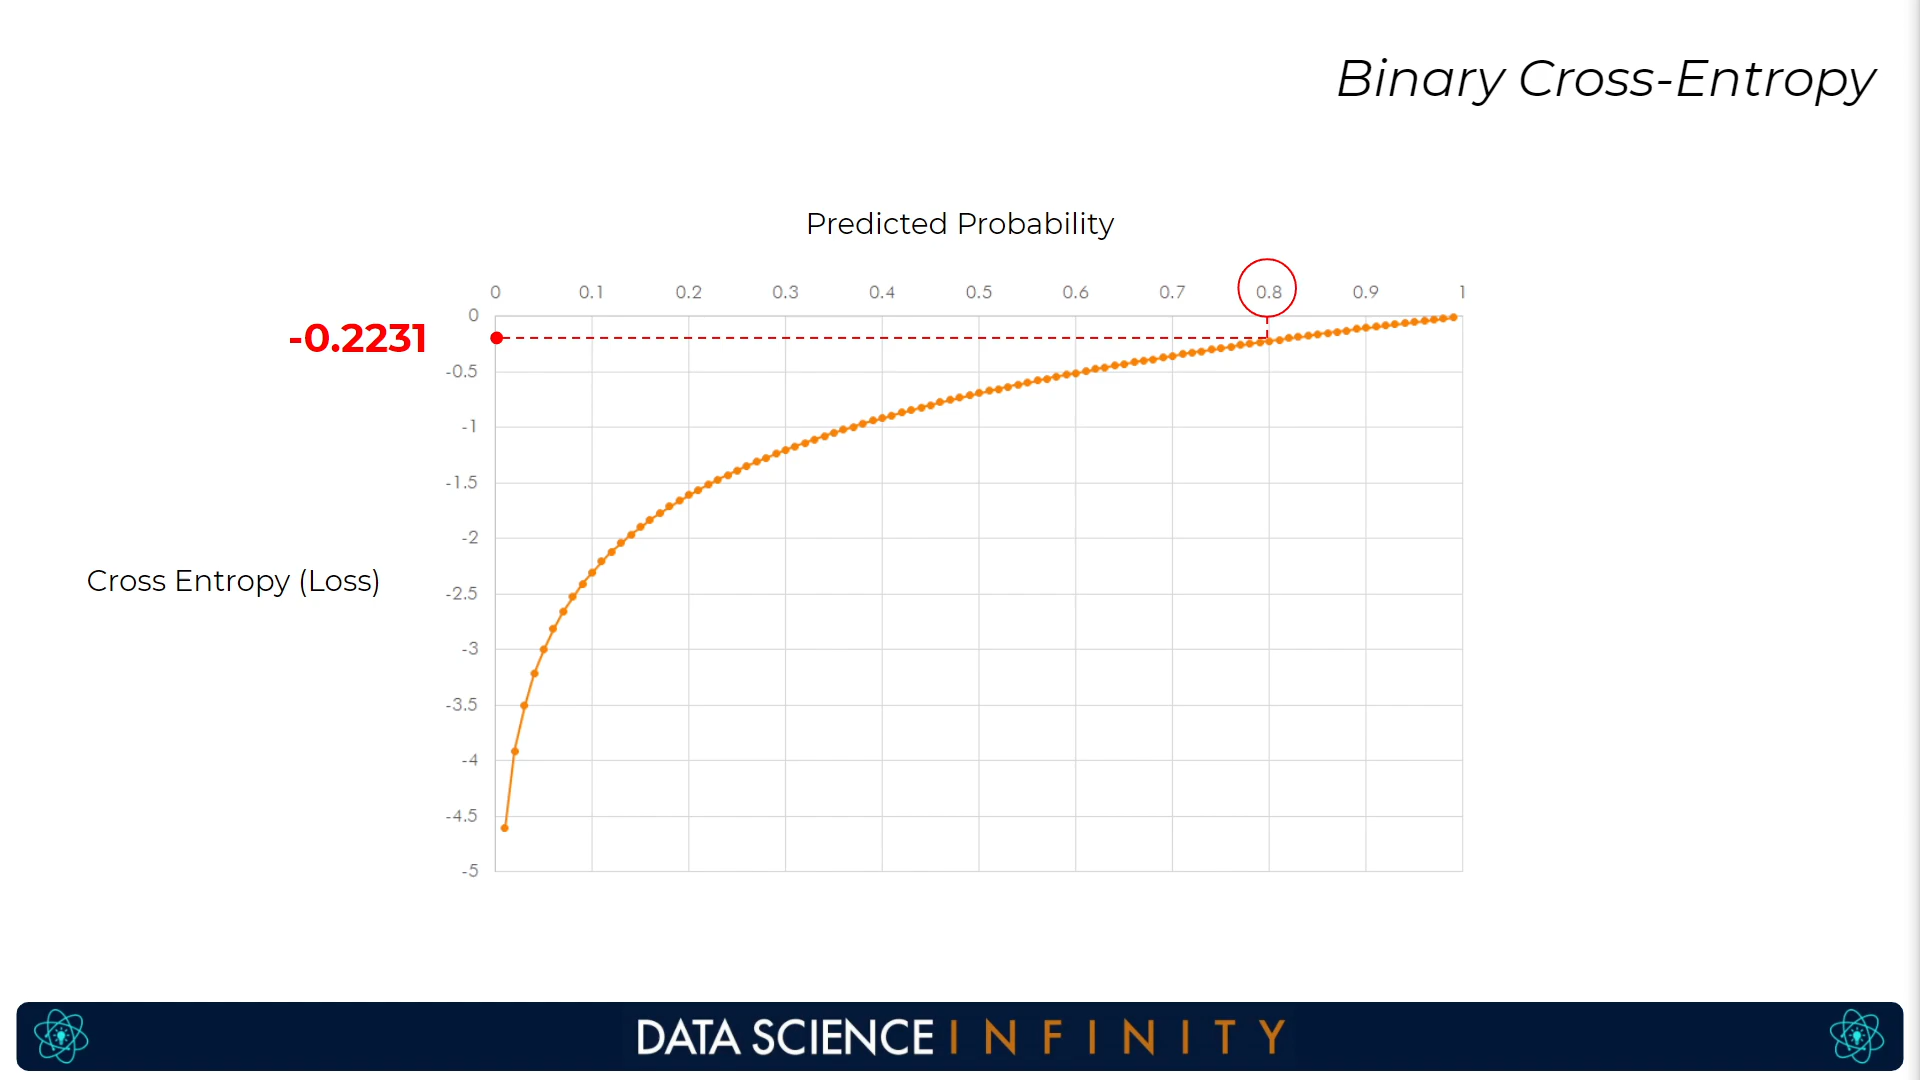 Binary Cross-Entropy
Predicted Probability
0 0.1 0.2 0.3 0.4 0.5 0.6 0.7 0.8 0.9 1
0
-0.2231
-0.5
-1
-1.5
-2
Cross Entropy (Loss)
-2.5
-3
-3.5
-4
-4.5
-5
DATA SCIENCE INFINITY